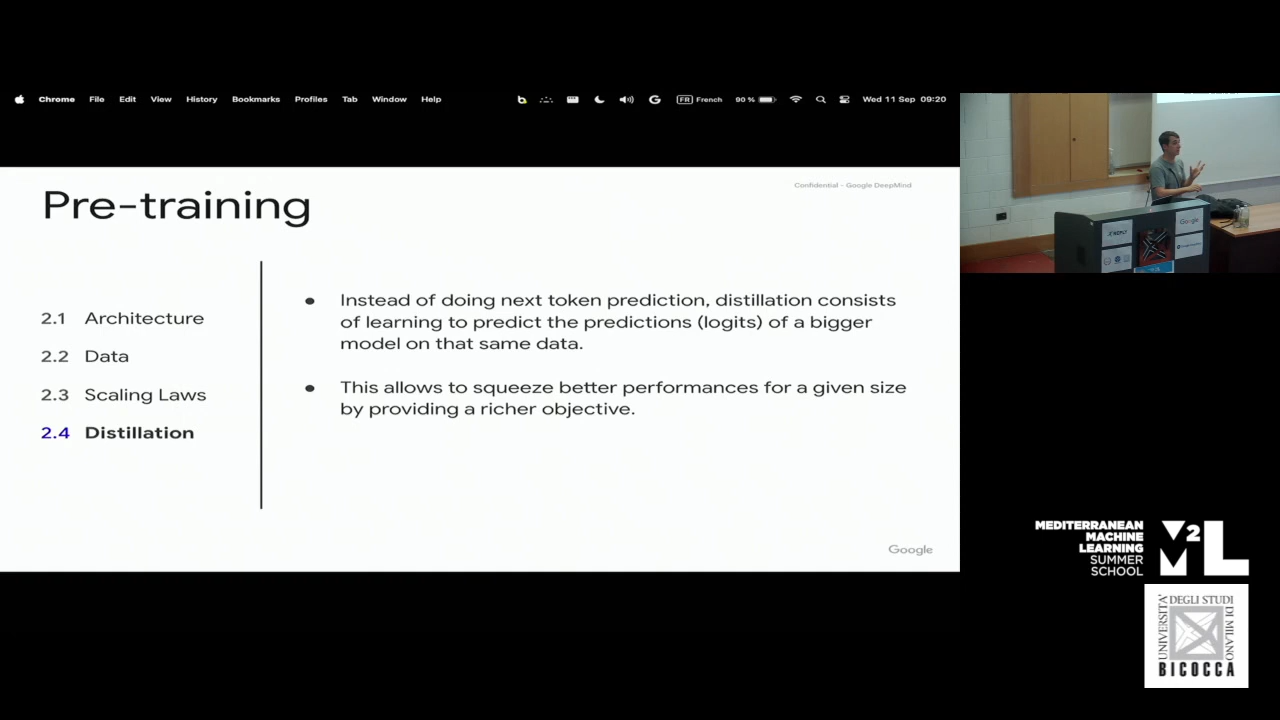 Chrome File Edit View History Bookmarks Profiles Tab Window Help
FR French 90 % Wed 11 Sep 09:20
Confidential - Google DeepMind
Pre-training
2.1 Architecture
2.2 Data
2.3 Scaling Laws
2.4 Distillation
Instead of doing next token prediction, distillation consists
of learning to predict the predictions (logits) of a bigger
model on that same data.
This allows to squeeze better performances for a given size
by providing a richer objective.
Google
REPLY
Google
MEDITERRANEAN
MACHINE
LEARNING
SUMMER
SCHOOL
M2L
UNIVERSITÀ
DEGLI STUDI
DI MILANO
BICOCCA